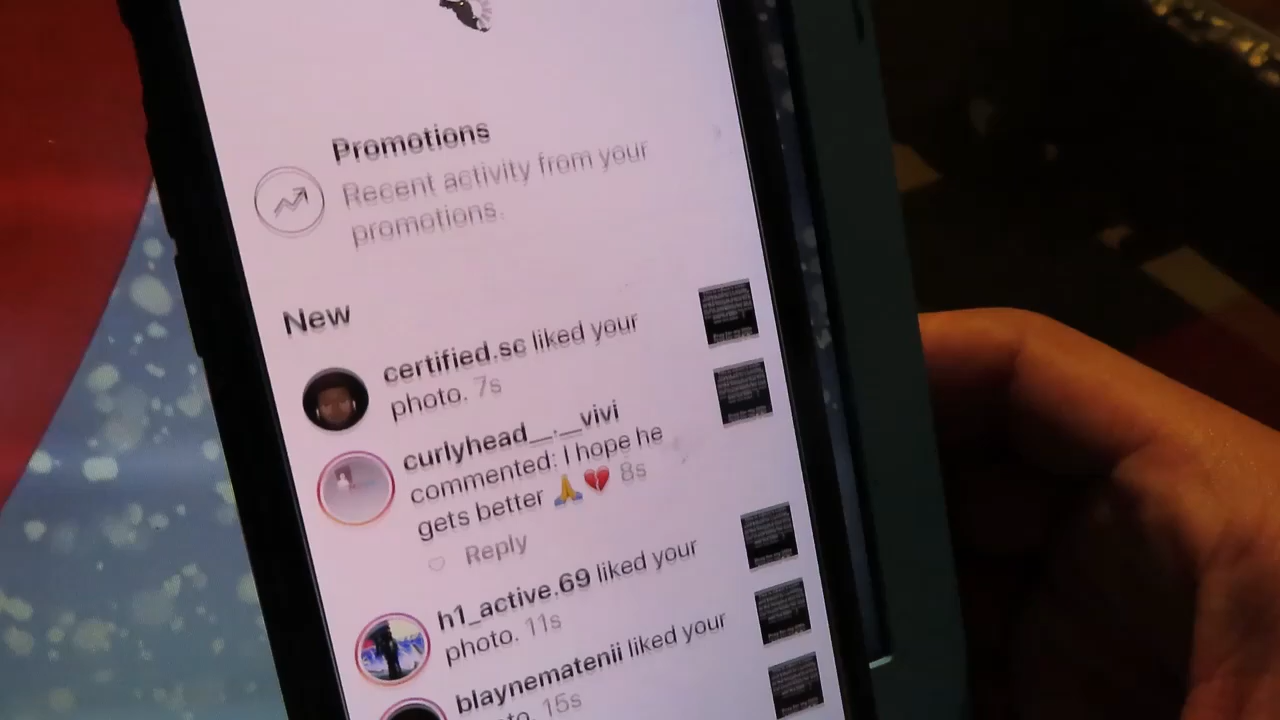 Promotions
Recent activity from your
promotions.
New
certified.sc liked your
photo. 7s
curlyhead__.__vivi
commented: I hope he
gets better 🙏💔 8s
Reply
h1_active.69 liked your
photo. 11s
blaynematenii liked your
15s